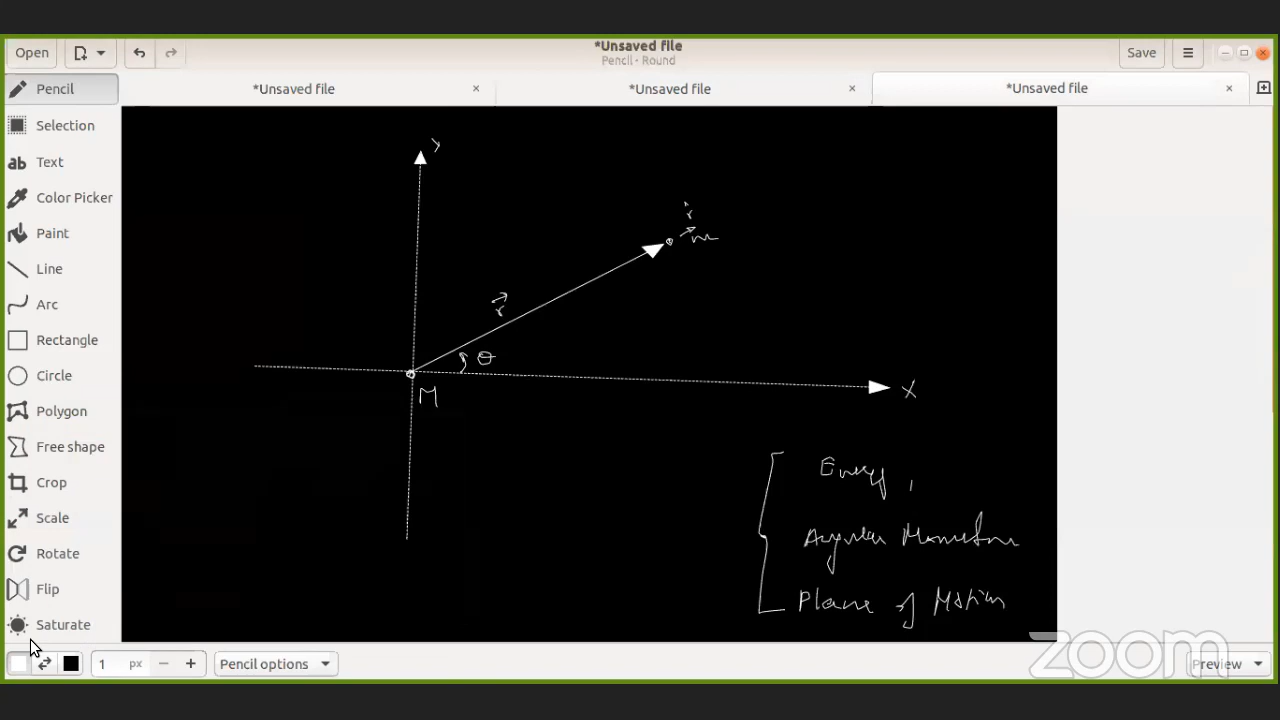 *Unsaved file
Open
Pencil - Round
Save
Pencil
*Unsaved file ×
*Unsaved file ×
*Unsaved file ×
Selection
Text
Color Picker
Paint
Line
Arc
Rectangle
Circle
Polygon
Free shape
Crop
Scale
Rotate
Flip
Saturate
Y
r̂
m
r⃗
θ
M
X
Energy,
Angular Momentum
Plane of Motion
zoom
1 px − +
Pencil options
Preview